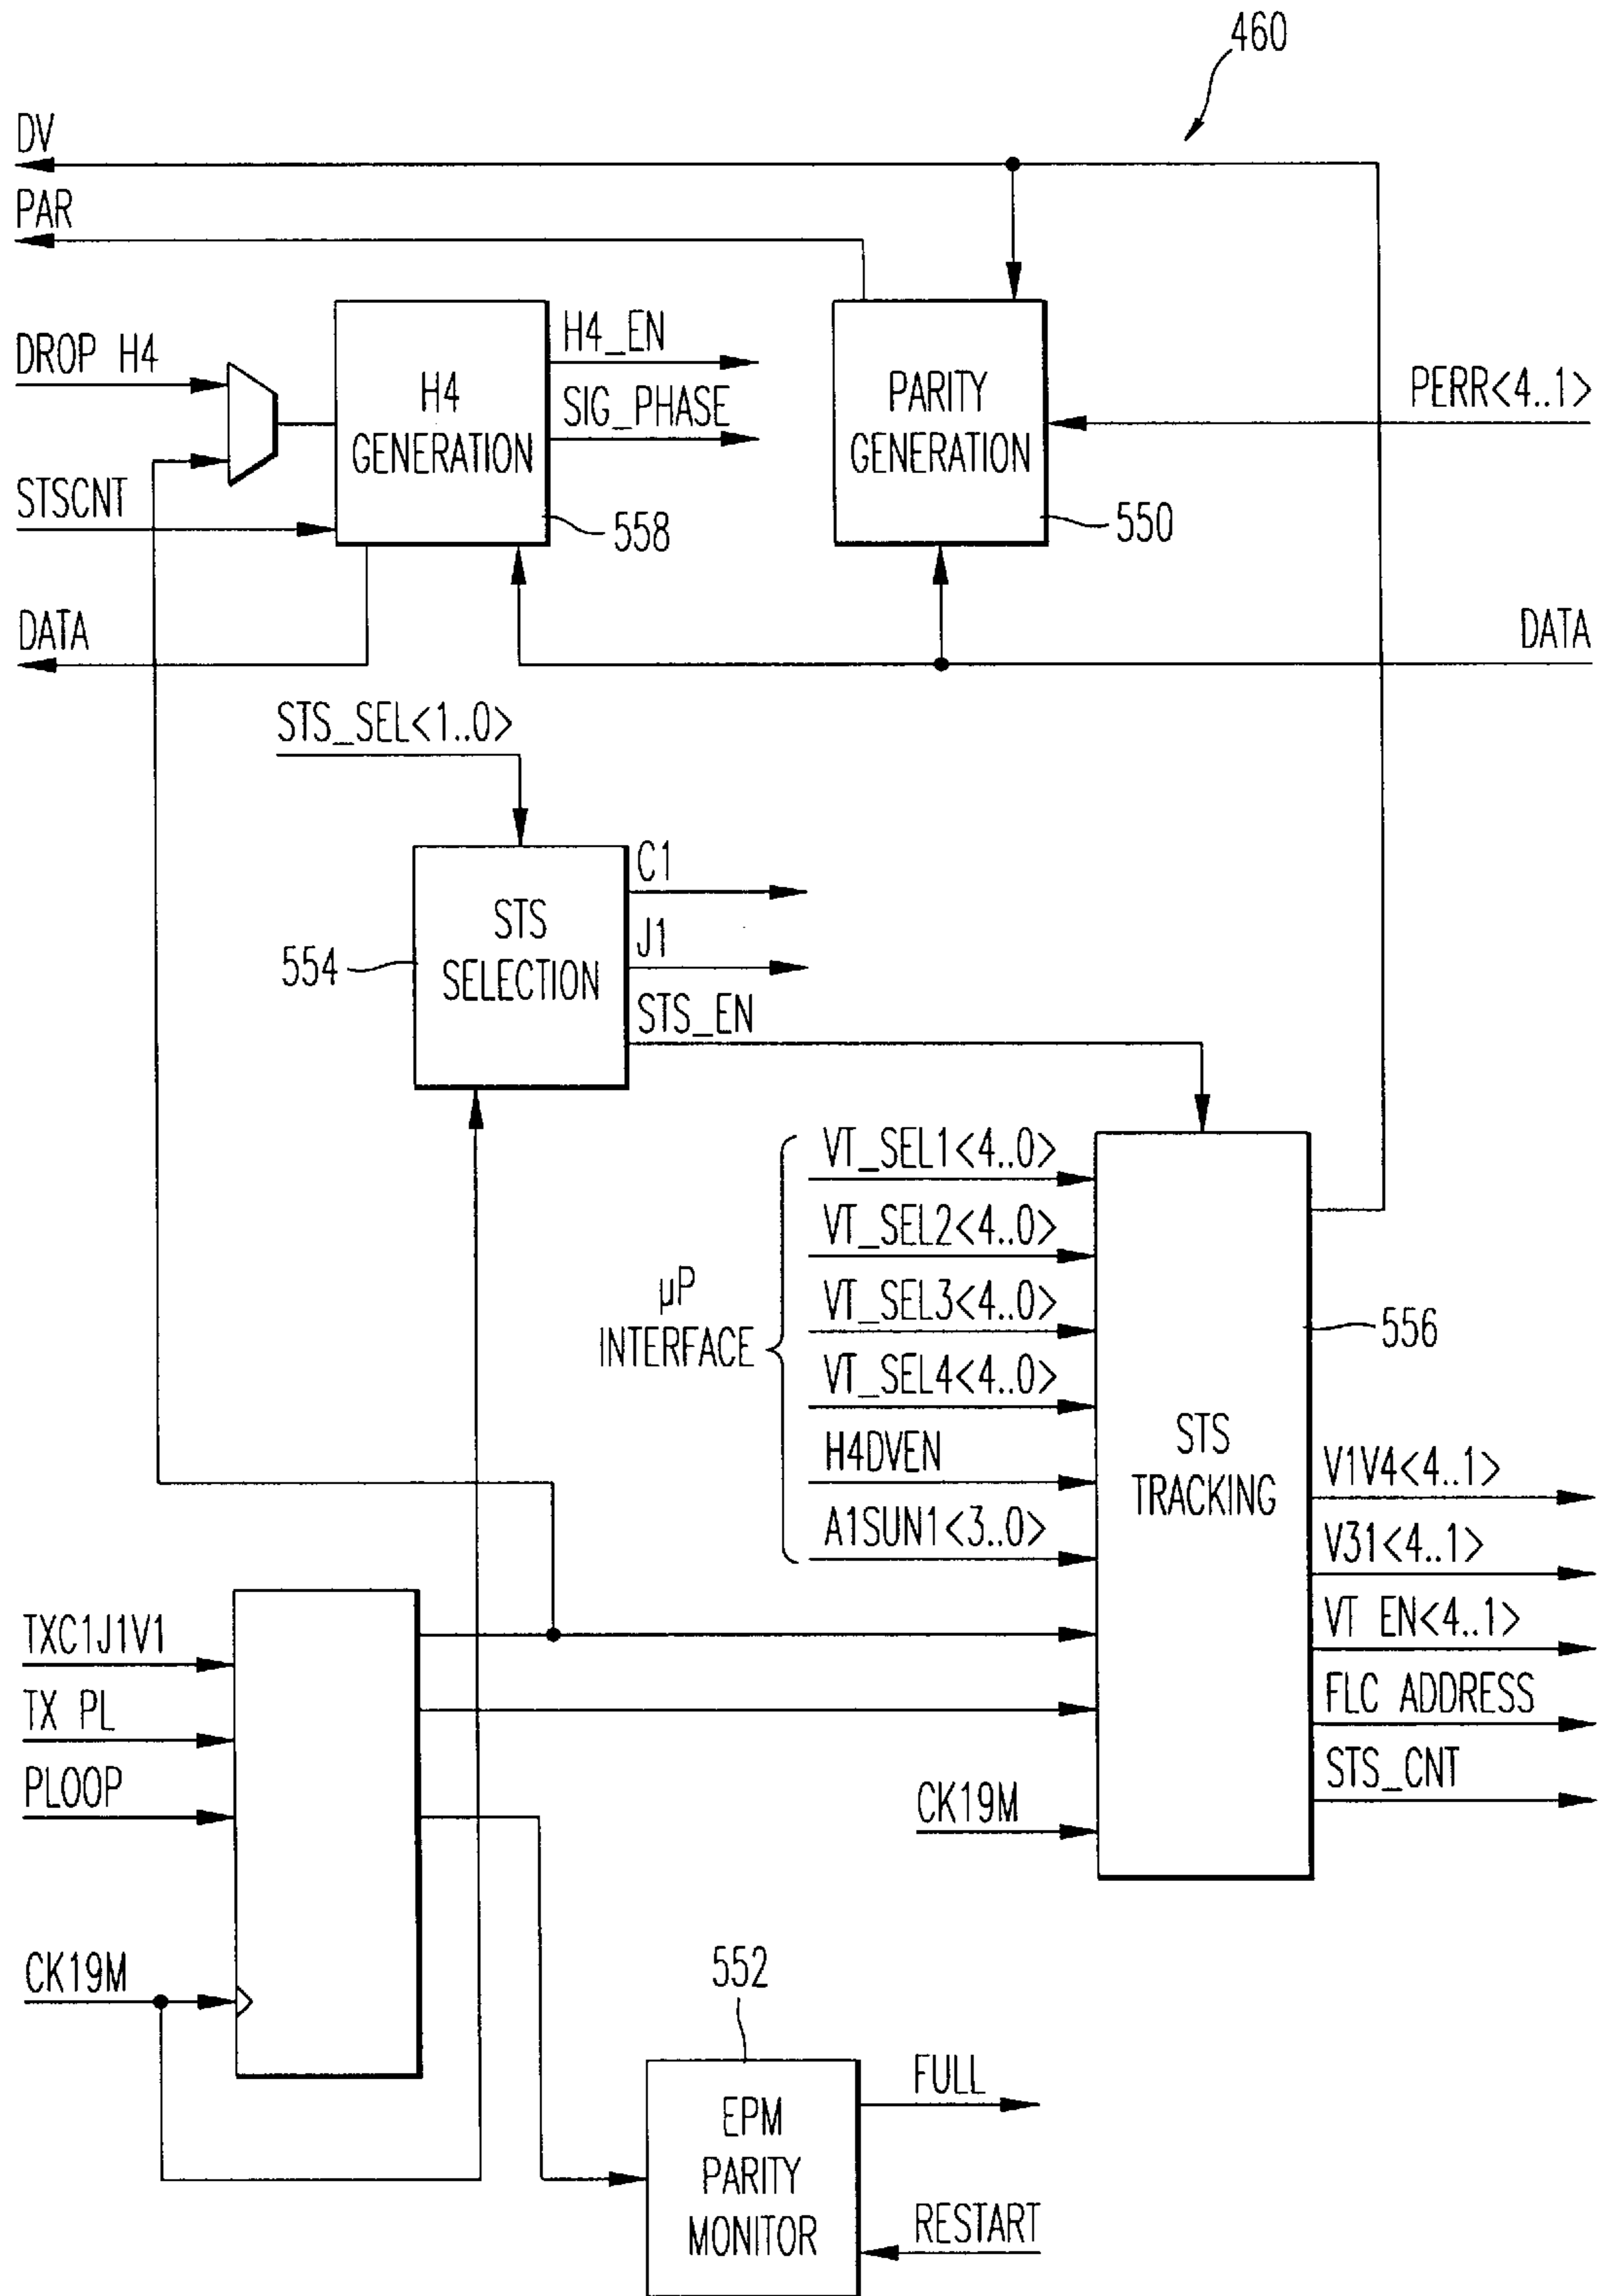 460
DV
PAR
DROP H4
H4
GENERATION
H4_EN
SIG_PHASE
PARITY
GENERATION
PERR<4..1>
STSCNT
558
550
DATA
DATA
STS_SEL<1..0>
STS
SELECTION
C1
J1
STS_EN
554
µP
INTERFACE
VT_SEL1<4..0>
VT_SEL2<4..0>
VT_SEL3<4..0>
VT_SEL4<4..0>
H4DVEN
A1SUN1<3..0>
STS
TRACKING
556
V1V4<4..1>
V31<4..1>
VT EN<4..1>
FLC ADDRESS
STS_CNT
TXC1J1V1
TX PL
PLOOP
CK19M
CK19M
552
EPM
PARITY
MONITOR
FULL
RESTART